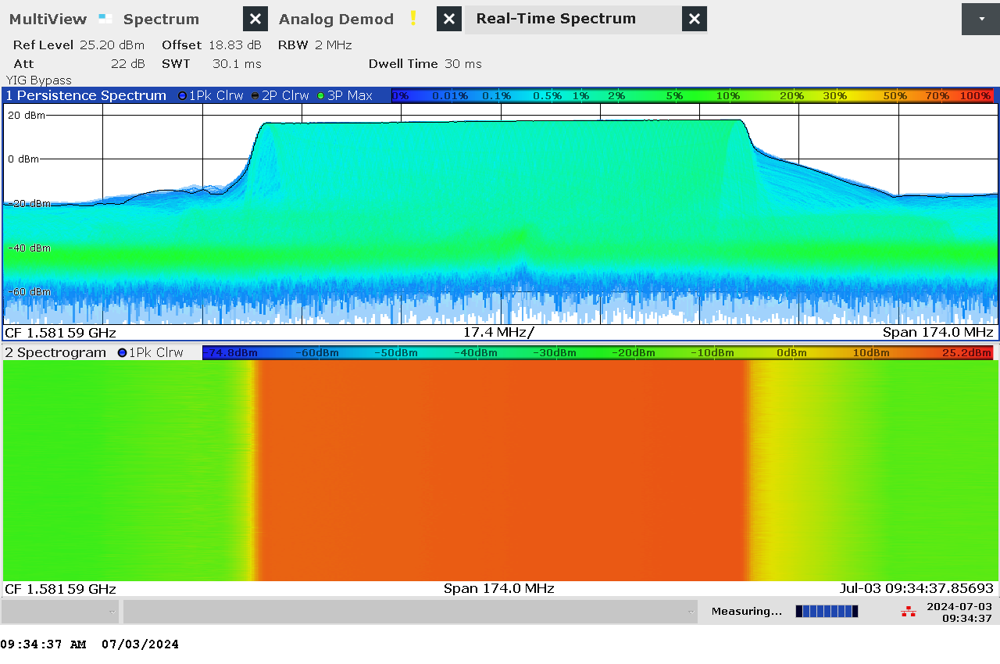 MultiView Spectrum Analog Demod ! Real-Time Spectrum
Ref Level 25.20 dBm Offset 18.83 dB RBW 2 MHz
Att 22 dB SWT 30.1 ms Dwell Time 30 ms
YIG Bypass
1 Persistence Spectrum 1Pk Clrw 2P Clrw 3P Max 0% 0.01% 0.1% 0.5% 1% 2% 5% 10% 20% 30% 50% 70% 100%
20 dBm
0 dBm
-20 dBm
-40 dBm
-60 dBm
CF 1.58159 GHz 17.4 MHz/ Span 174.0 MHz
2 Spectrogram 1Pk Clrw -74.8dBm -60dBm -50dBm -40dBm -30dBm -20dBm -10dBm 0dBm 10dBm 25.2dBm
CF 1.58159 GHz Span 174.0 MHz Jul-03 09:34:37.85693
Measuring... 2024-07-03
09:34:37
09:34:37 AM 07/03/2024